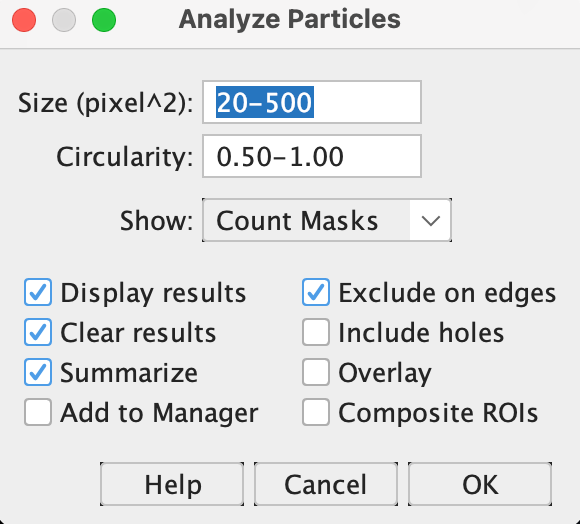 Analyze Particles
Size (pixel^2): 20-500
Circularity: 0.50-1.00
Show: Count Masks
Display results
Exclude on edges
Clear results
Include holes
Summarize
Overlay
Add to Manager
Composite ROIs
Help
Cancel
OK